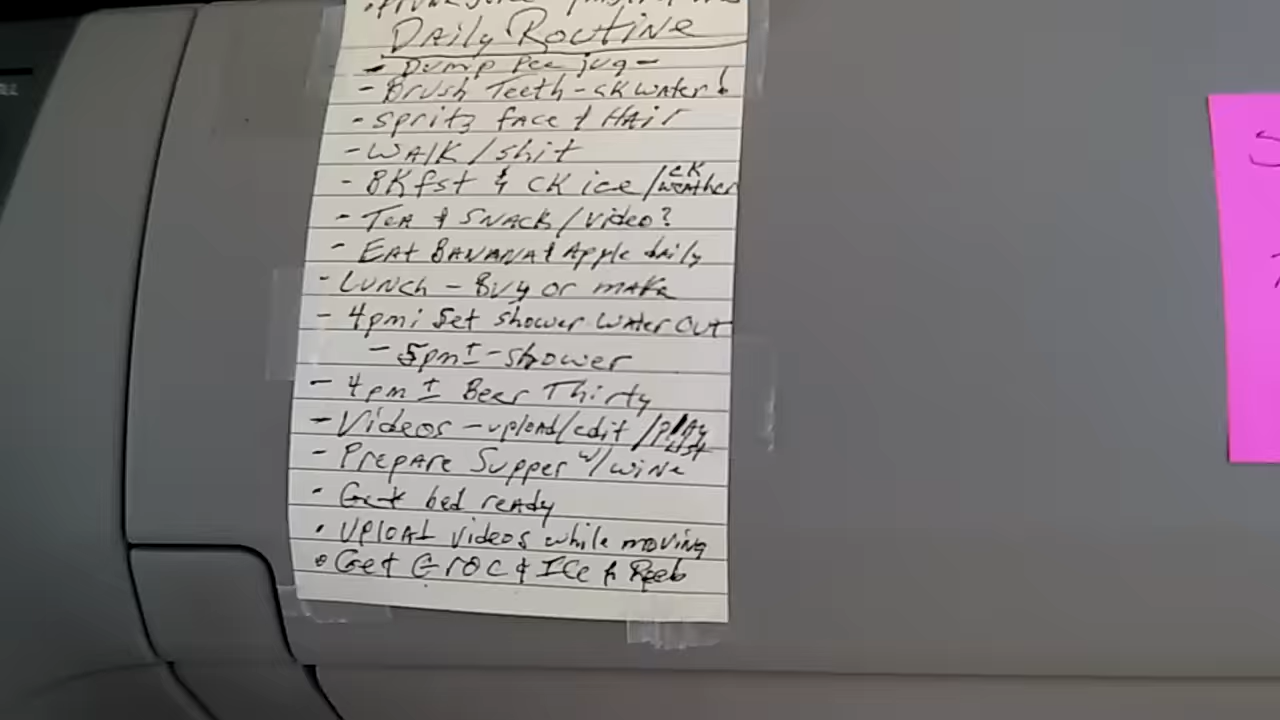 Daily Routine
- Dump Pee jug -
- Brush Teeth - CK water!
- Spritz face & Hair
- WALK / shit
- BKfst & CK ice / CK weather
- Tea & SNACK / video?
- EAT BANANA & Apple daily
- LUNCH - Buy or make
- 4pm: Set shower water out
- 5pm ± - shower
- 4pm ± Beer Thirty
- Videos - upload/edit / PLAY LIST
- Prepare Supper w/ wine
- Get bed ready
• UPLOAD videos while moving
• Get Groc & ICE